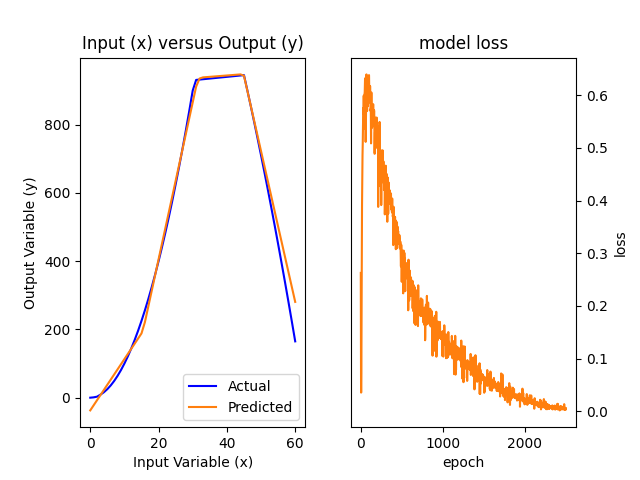 Input (x) versus Output (y)
Output Variable (y)
800
600
400
200
0
0
20
40
60
Input Variable (x)
Actual
Predicted
model loss
0.6
0.5
0.4
0.3
0.2
0.1
0.0
loss
0
1000
2000
epoch